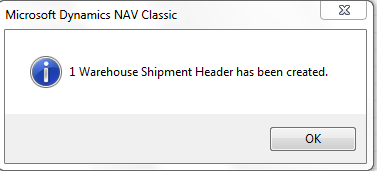 Microsoft Dynamics NAV Classic
1 Warehouse Shipment Header has been created.
OK